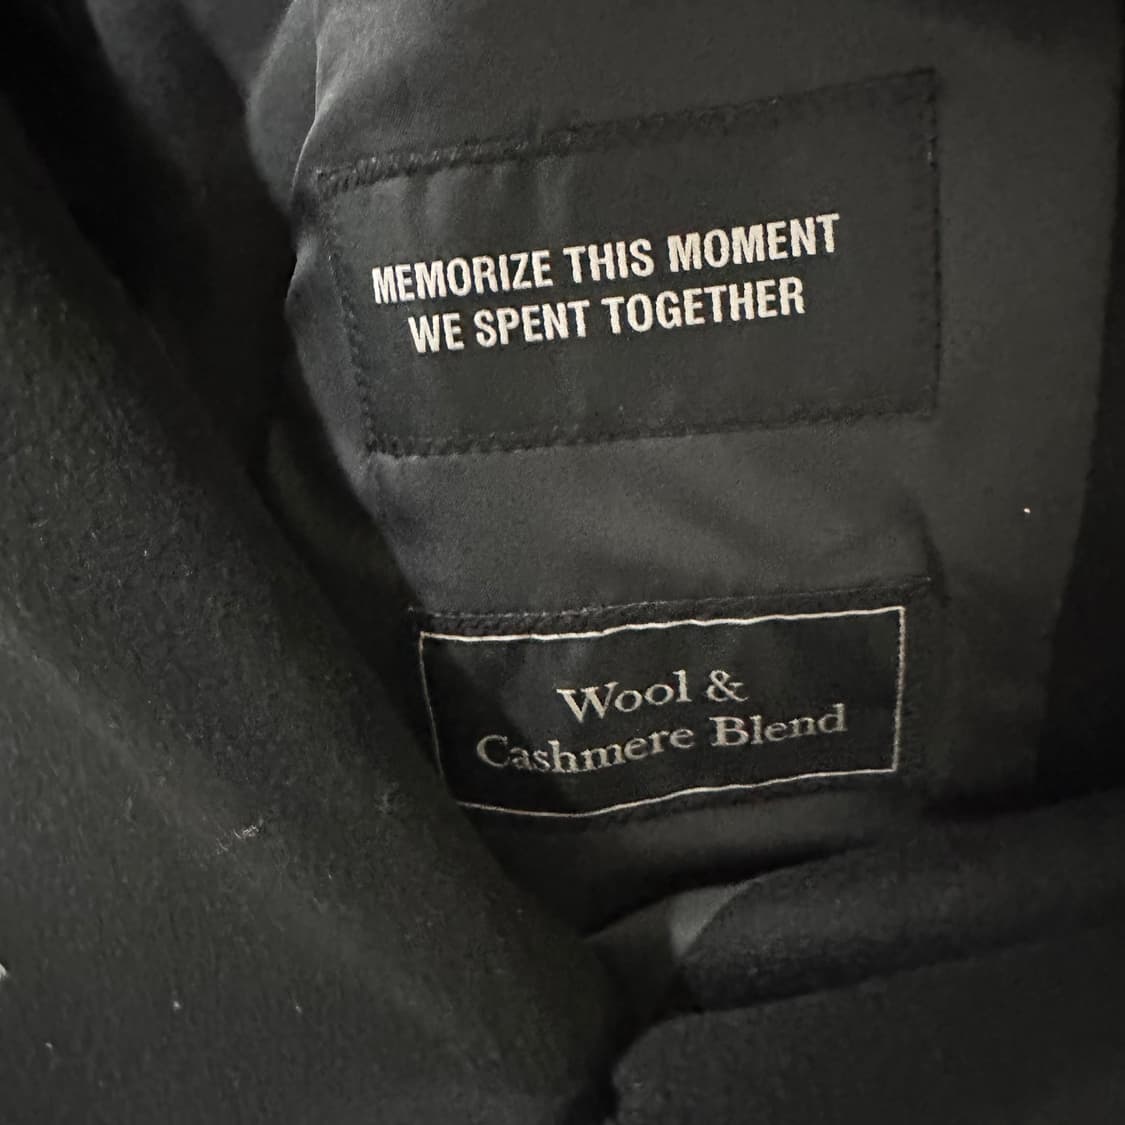 MEMORIZE THIS MOMENT
WE SPENT TOGETHER
Wool &
Cashmere Blend